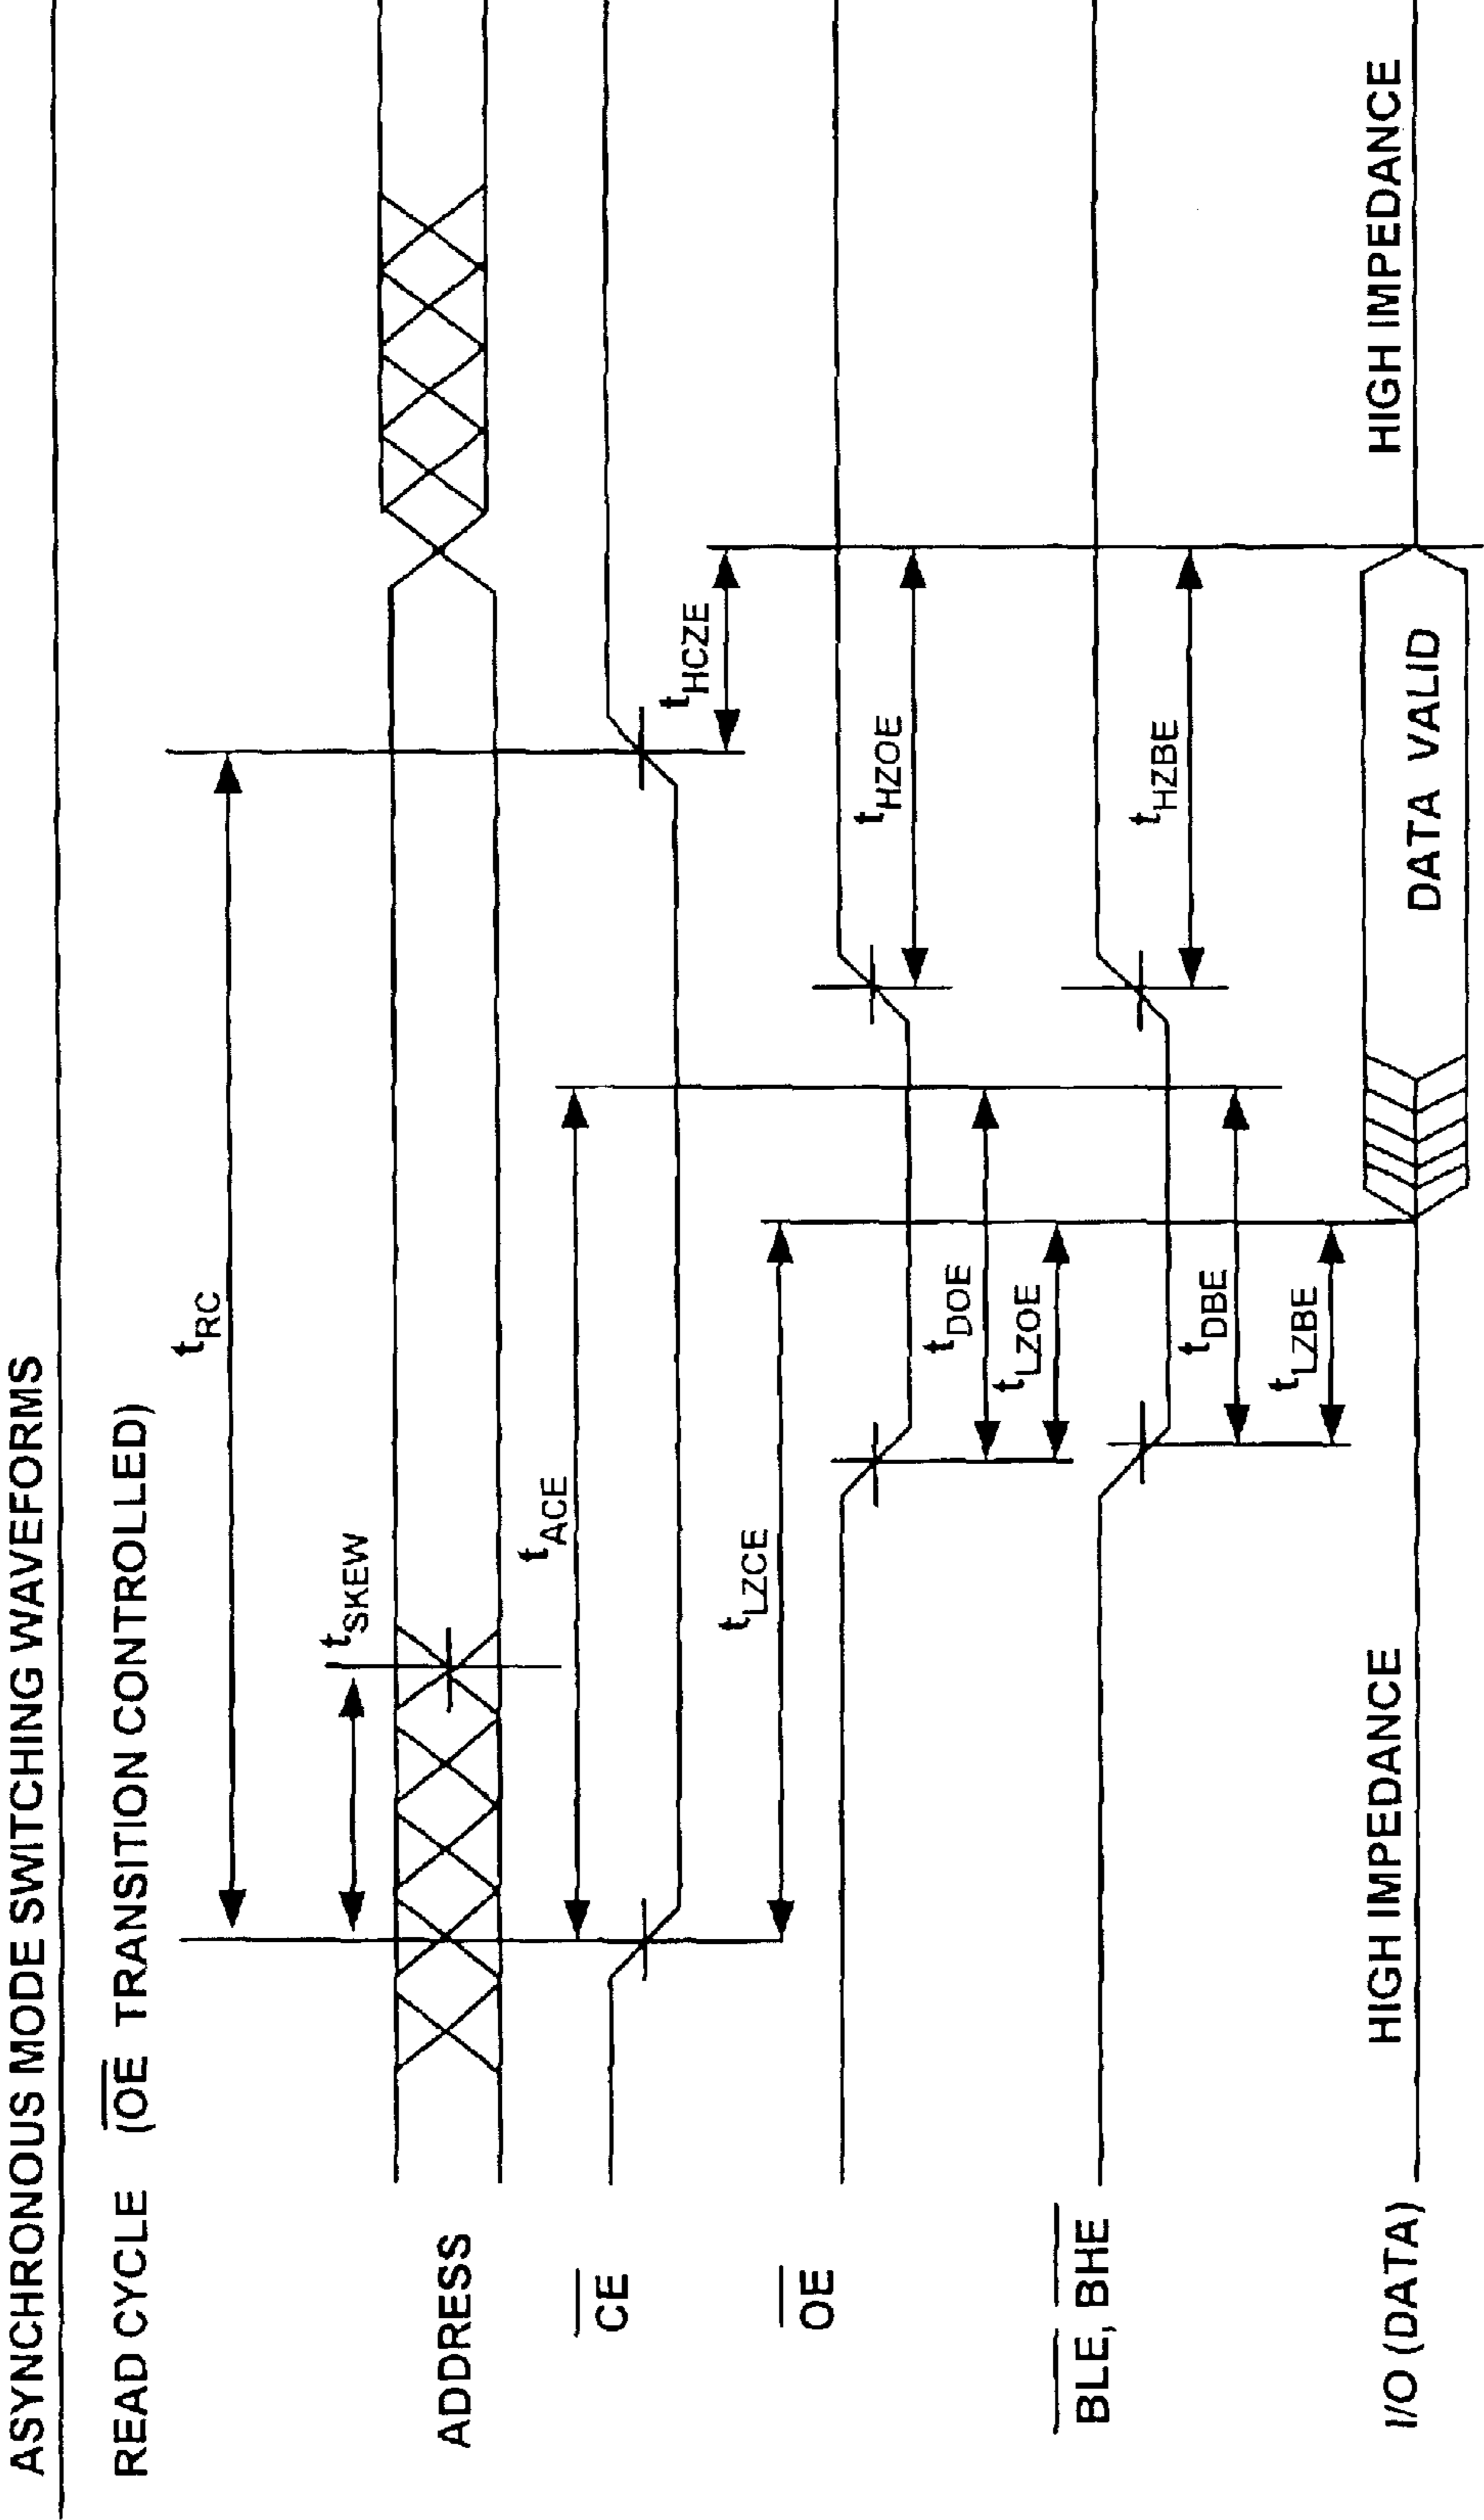 ASYNCHRONOUS MODE SWITCHING WAVEFORMS
READ CYCLE (OE TRANSITION CONTROLLED)
tRC
tSKEW
ADDRESS
tACE
CE
tHCZE
tLZCE
OE
tHZOE
tDOE
tLZOE
BLE, BHE
tHZBE
tDBE
tLZBE
HIGH IMPEDANCE
HIGH IMPEDANCE
I/O (DATA)
DATA VALID